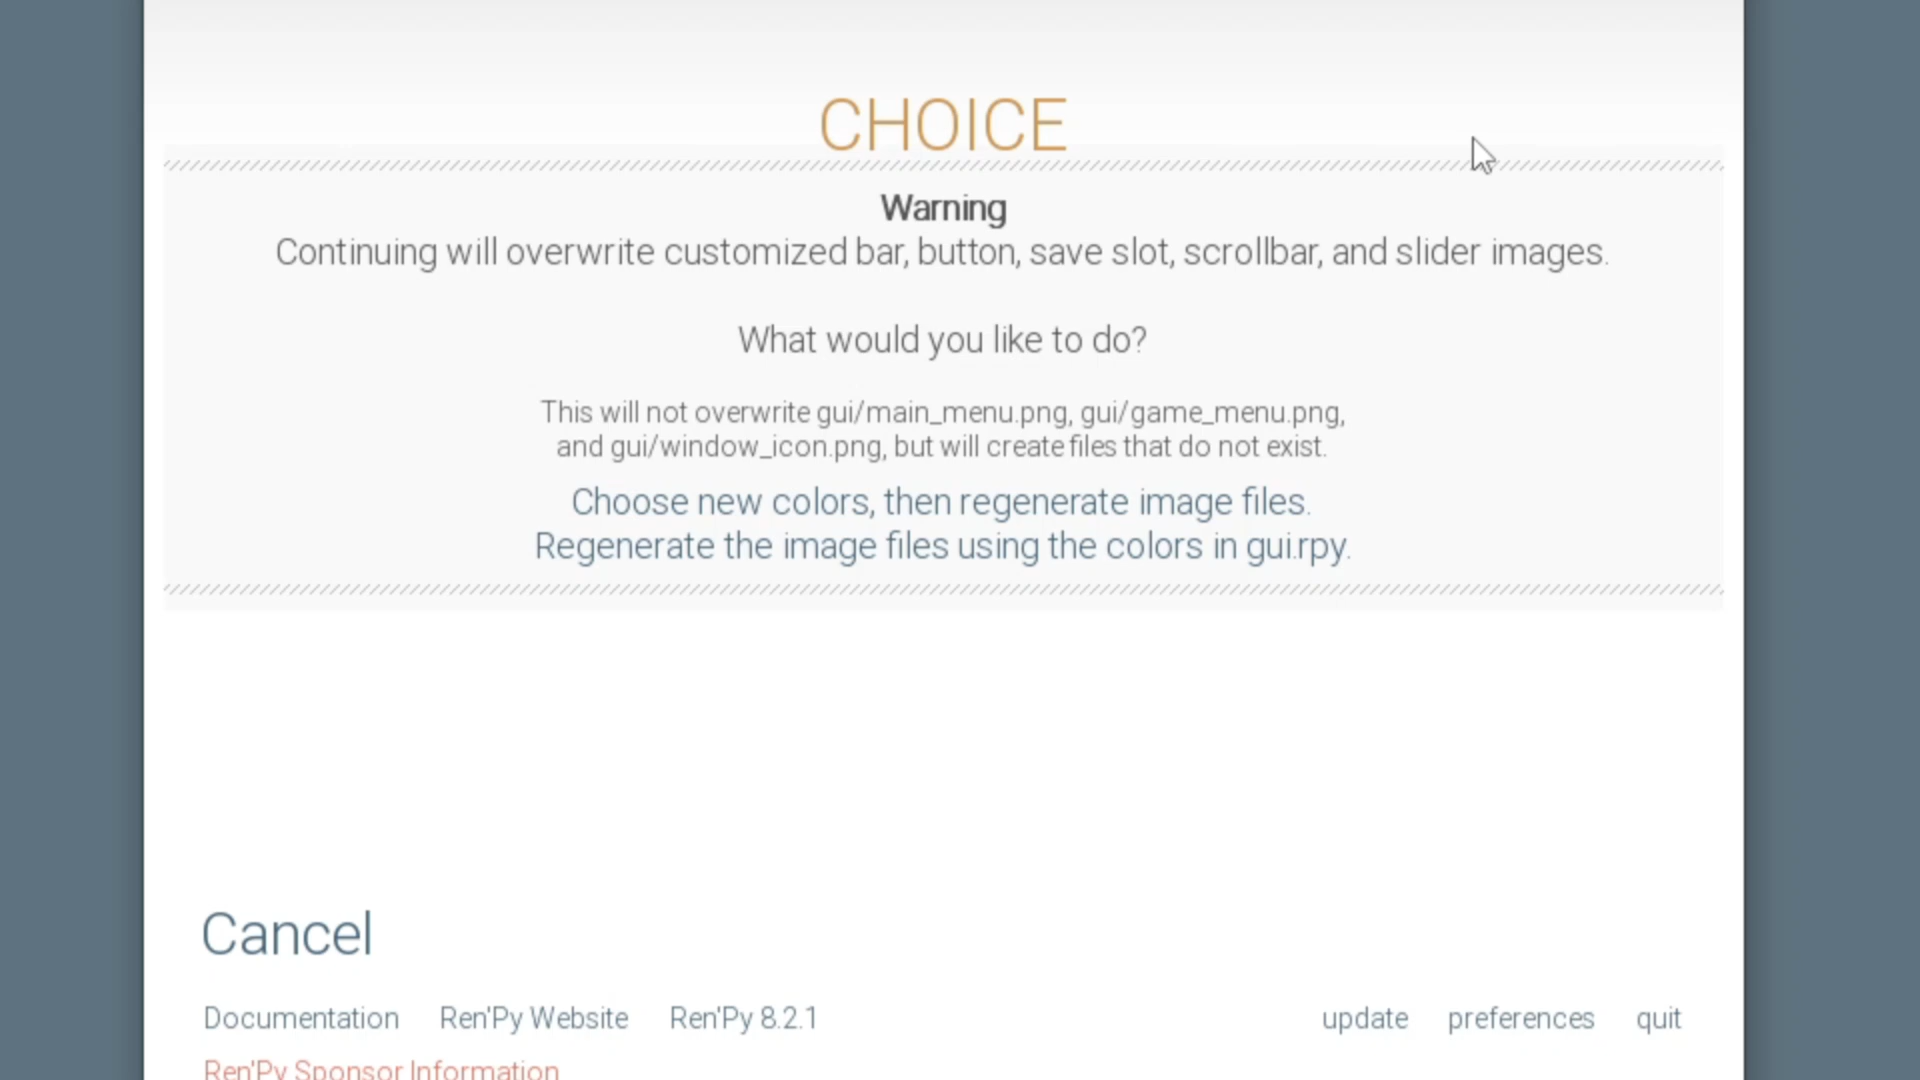 CHOICE
Warning
Continuing will overwrite customized bar, button, save slot, scrollbar, and slider images.
What would you like to do?
This will not overwrite gui/main_menu.png, gui/game_menu.png,
and gui/window_icon.png, but will create files that do not exist.
Choose new colors, then regenerate image files.
Regenerate the image files using the colors in gui.rpy.
Cancel
Documentation Ren'Py Website Ren'Py 8.2.1 update preferences quit
Ren'Py Sponsor Information